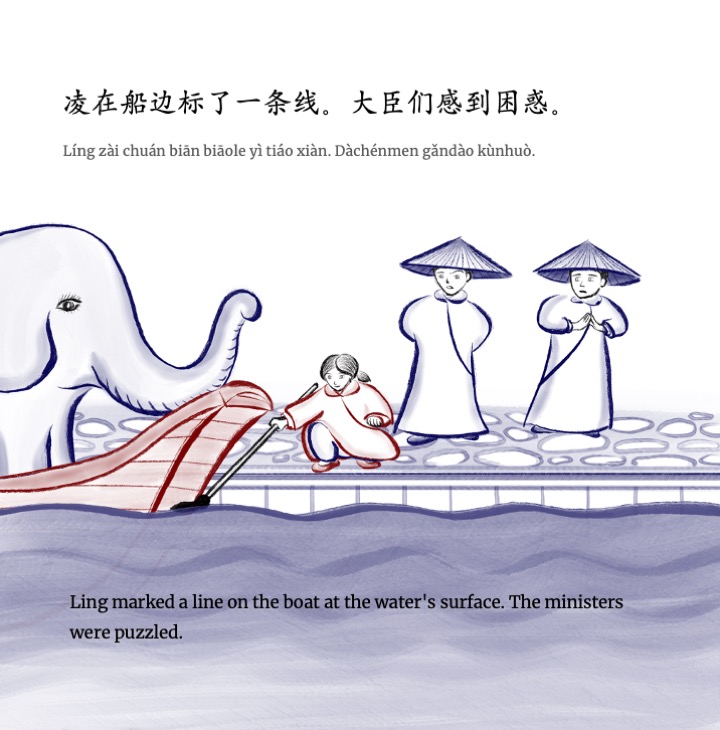 凌在船边标了一条线。大臣们感到困惑。
Líng zài chuán biān biāole yì tiáo xiàn. Dàchénmen gǎndào kùnhuò.
Ling marked a line on the boat at the water's surface. The ministers
were puzzled.